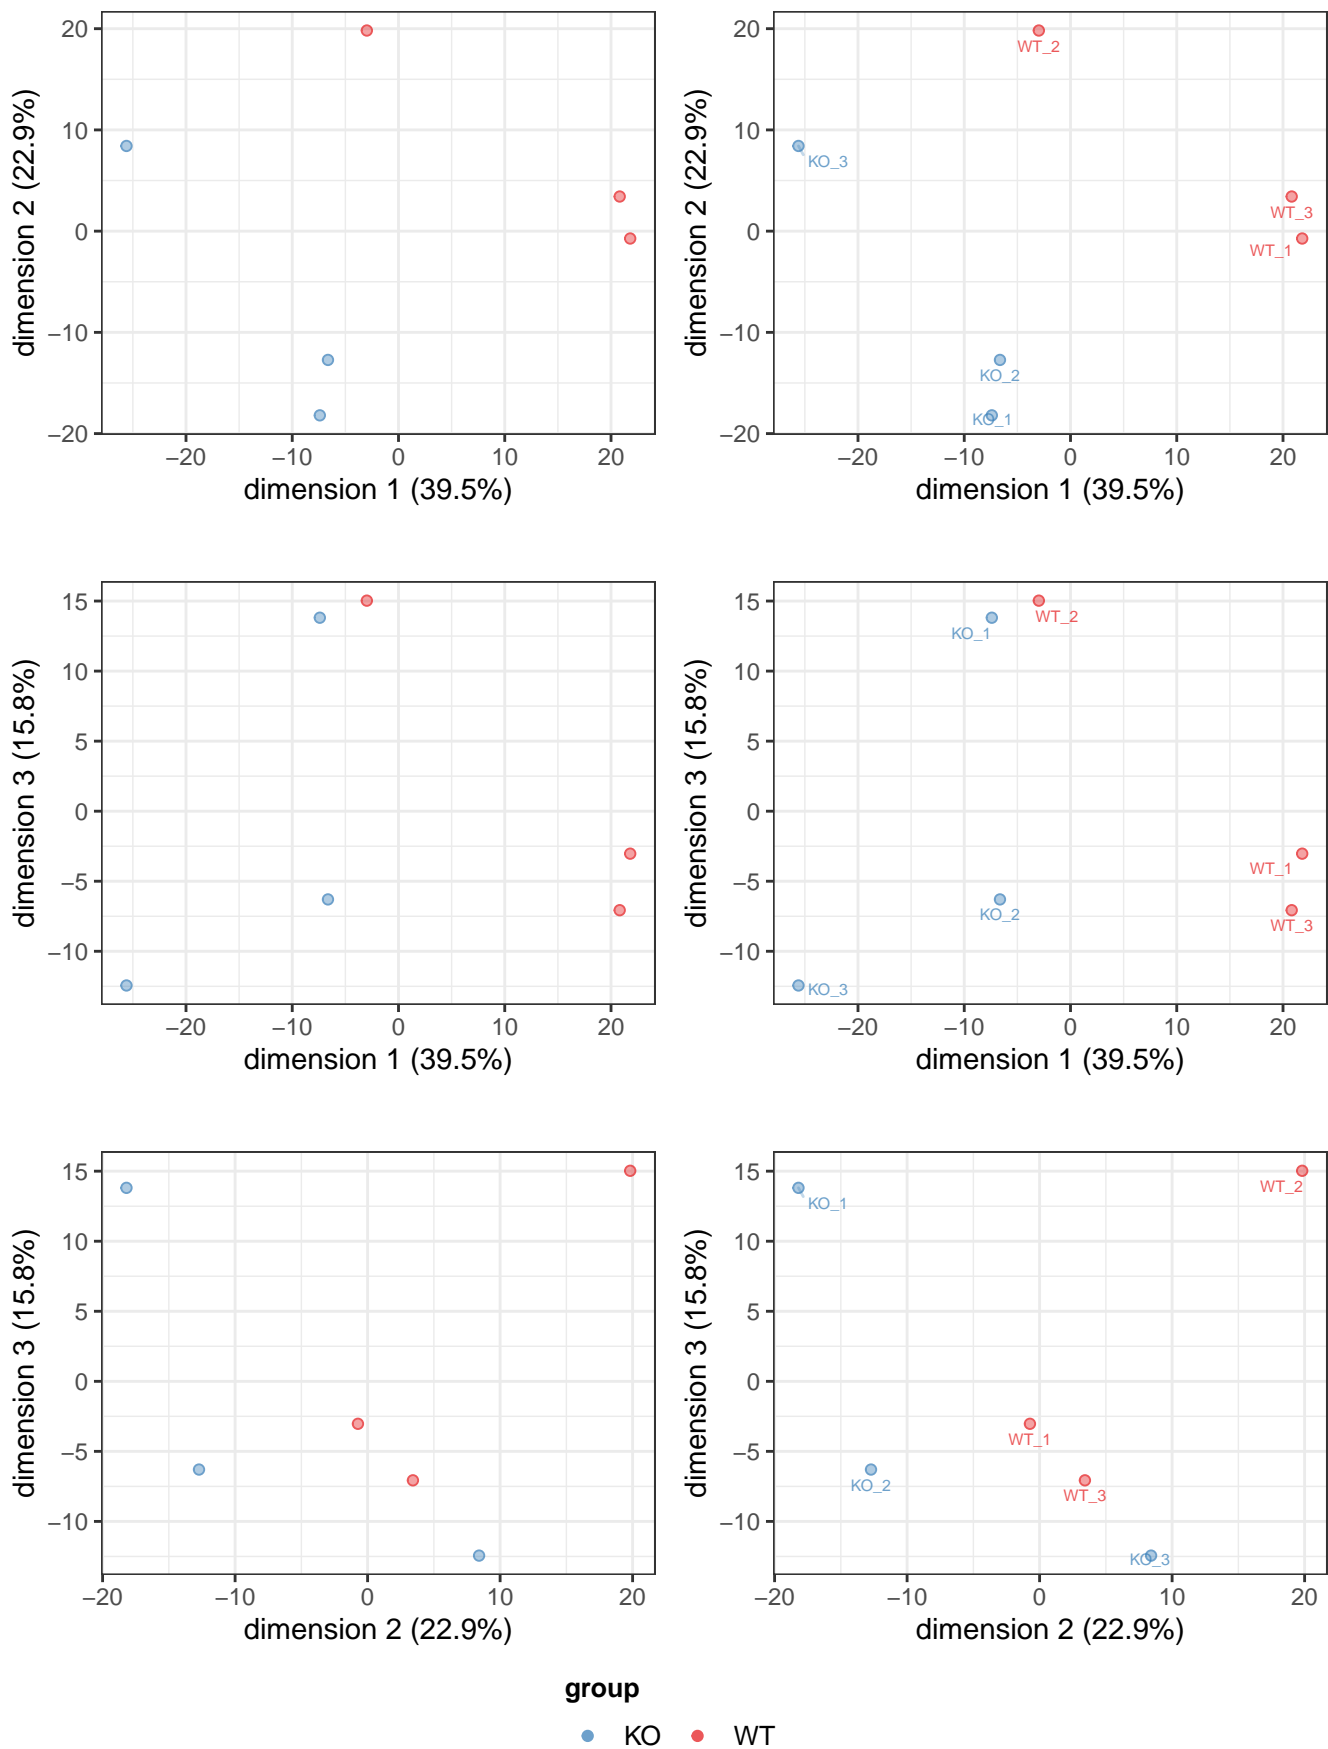 dimension 2 (22.9%)
20
10
0
−10
−20
−20 −10 0 10 20
dimension 1 (39.5%)
dimension 2 (22.9%)
20
10
0
−10
−20
WT_2
KO_3
WT_3
WT_1
KO_2
KO_1
−20 −10 0 10 20
dimension 1 (39.5%)
dimension 3 (15.8%)
15
10
5
0
−5
−10
−20 −10 0 10 20
dimension 1 (39.5%)
dimension 3 (15.8%)
15
10
5
0
−5
−10
WT_2
KO_1
WT_1
KO_2
WT_3
KO_3
−20 −10 0 10 20
dimension 1 (39.5%)
dimension 3 (15.8%)
15
10
5
0
−5
−10
−20 −10 0 10 20
dimension 2 (22.9%)
dimension 3 (15.8%)
15
10
5
0
−5
−10
WT_2
KO_1
WT_1
KO_2
WT_3
KO_3
−20 −10 0 10 20
dimension 2 (22.9%)
group
KO WT